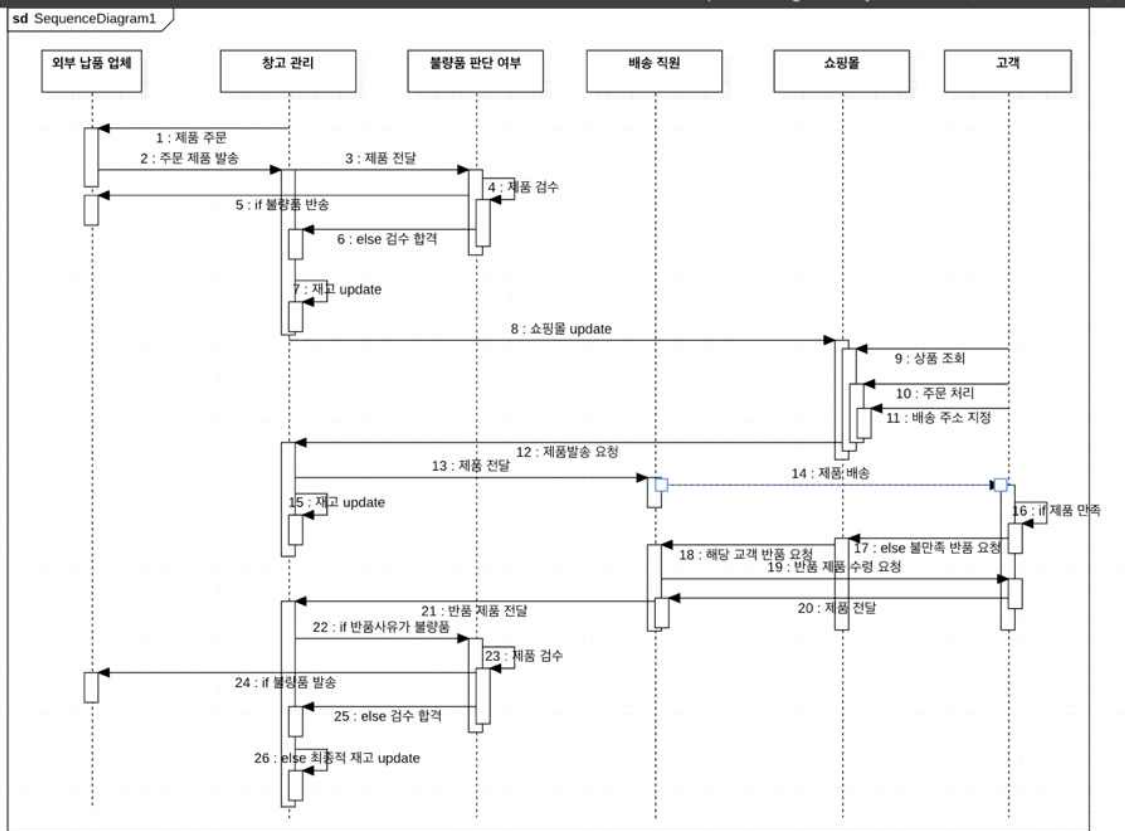 sd SequenceDiagram1
외부 납품 업체
창고 관리
불량품 판단 여부
배송 직원
쇼핑몰
고객
1 : 제품 주문
2 : 주문 제품 발송
3 : 제품 전달
4 : 제품 검수
5 : if 불량품 반송
6 : else 검수 합격
7 : 재고 update
8 : 쇼핑몰 update
9 : 상품 조회
10 : 주문 처리
11 : 배송 주소 지정
12 : 제품발송 요청
13 : 제품 전달
14 : 제품 배송
15 : 재고 update
16 : if 제품 만족
17 : else 불만족 반품 요청
18 : 해당 고객 반품 요청
19 : 반품 제품 수령 요청
20 : 제품 전달
21 : 반품 제품 전달
22 : if 반품사유가 불량품
23 : 제품 검수
24 : if 불량품 발송
25 : else 검수 합격
26 : else 최종적 재고 update